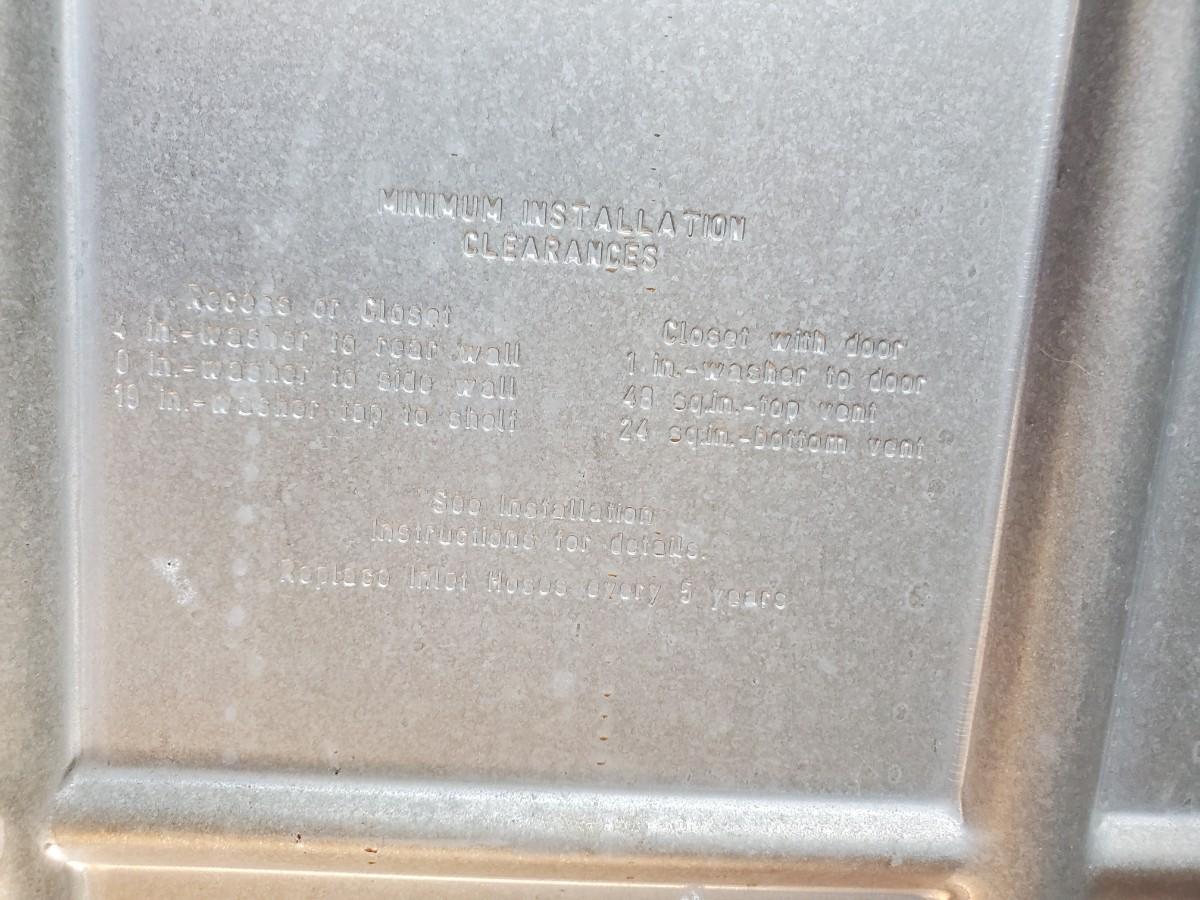 MINIMUM INSTALLATION
CLEARANCES
Recess or Closet
4 in.-washer to rear wall
0 in.-washer to side wall
19 in.-washer top to shelf
Closet with door
1 in.-washer to door
48 sq.in.-top vent
24 sq.in.-bottom vent
See Installation
Instructions for details.
Replace Inlet Hoses every 5 years